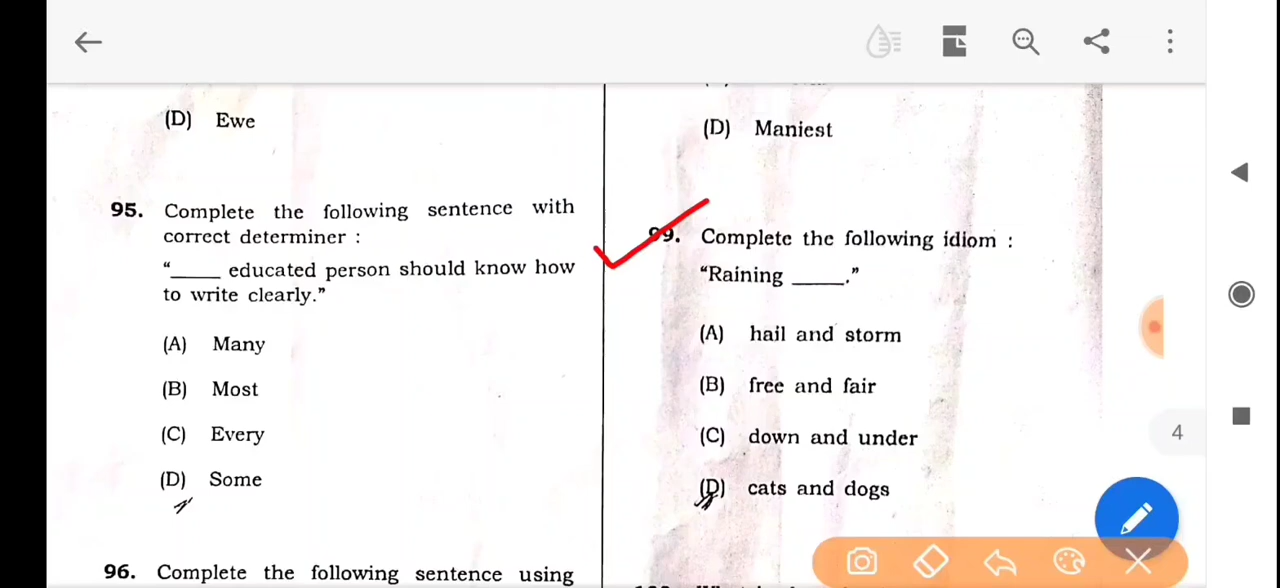 (D) Ewe
95. Complete the following sentence with
correct determiner :
“____ educated person should know how
to write clearly.”
(A) Many
(B) Most
(C) Every
(D) Some
96. Complete the following sentence using
(D) Maniest
99. Complete the following idiom :
“Raining _____.”
(A) hail and storm
(B) free and fair
(C) down and under
(D) cats and dogs
4